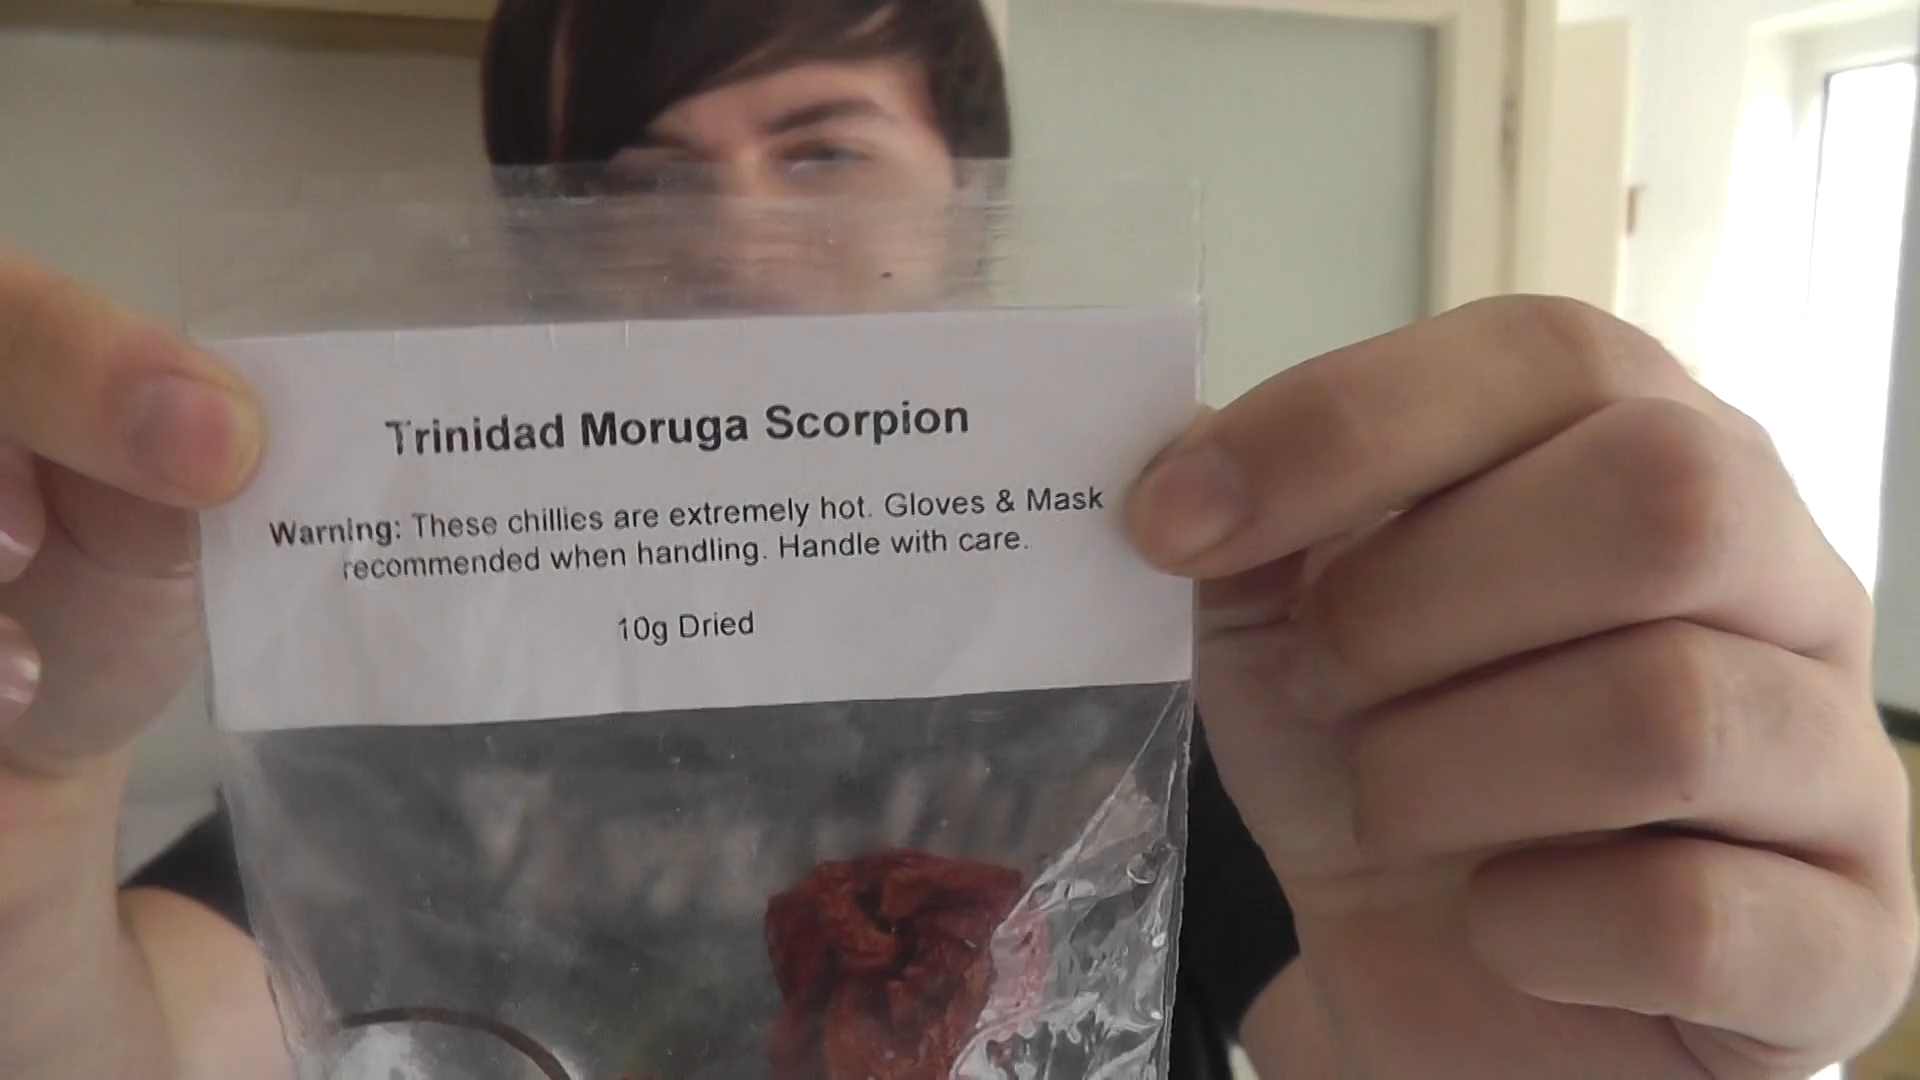 Trinidad Moruga Scorpion
Warning: These chillies are extremely hot. Gloves & Mask
recommended when handling. Handle with care.
10g Dried